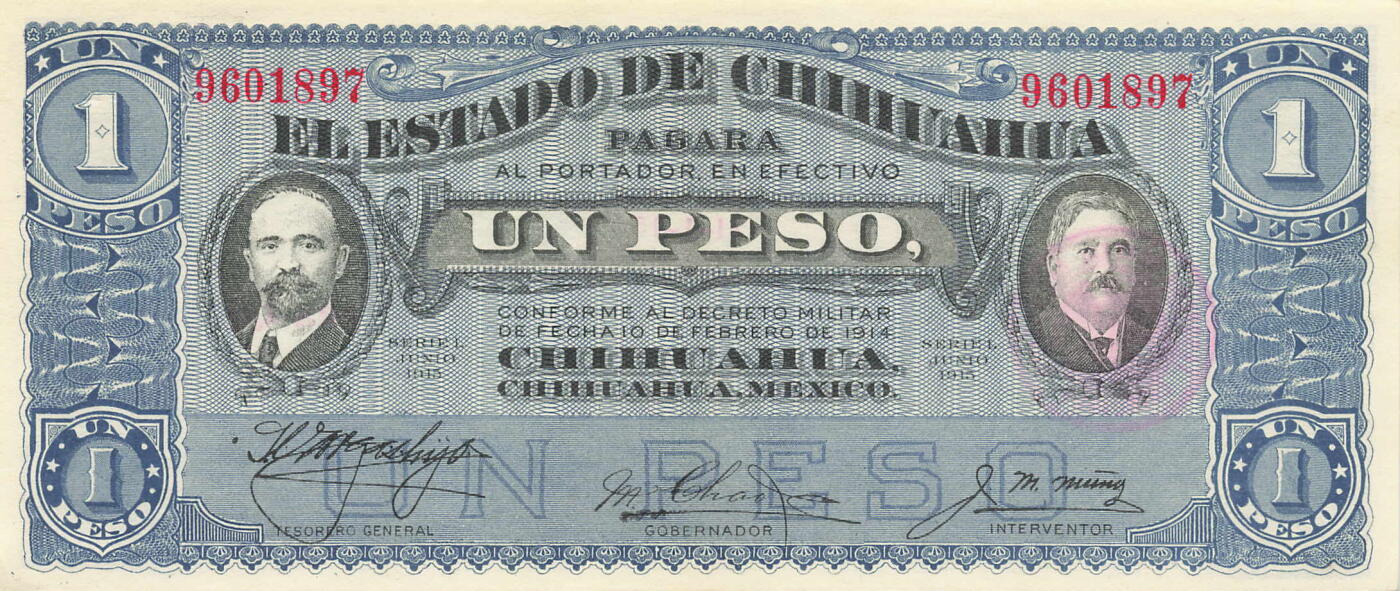 UN
1
PESO
UN
1
PESO
9601897
9601897
EL ESTADO DE CHIHUAHUA
PAGARA
AL PORTADOR EN EFECTIVO
UN PESO,
CONFORME AL DECRETO MILITAR
DE FECHA 10 DE FEBRERO DE 1914
CHIHUAHUA,
CHIHUAHUA, MEXICO.
SERIE I.
JUNIO
1915
SERIE I.
JUNIO
1915
UN PESO
J. M. Muñoz
TESORERO GENERAL
GOBERNADOR
INTERVENTOR
UN
1
PESO
UN
1
PESO